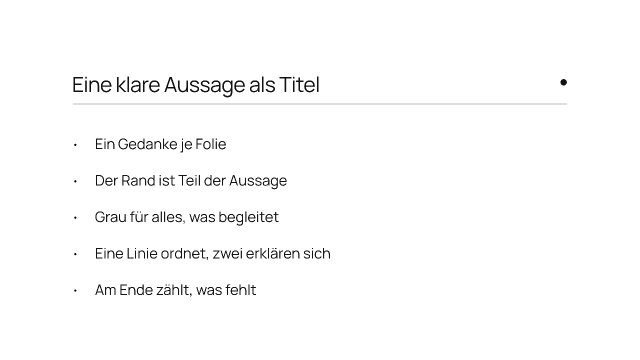 Eine klare Aussage als Titel
• Ein Gedanke je Folie
• Der Rand ist Teil der Aussage
• Grau für alles, was begleitet
• Eine Linie ordnet, zwei erklären sich
• Am Ende zählt, was fehlt